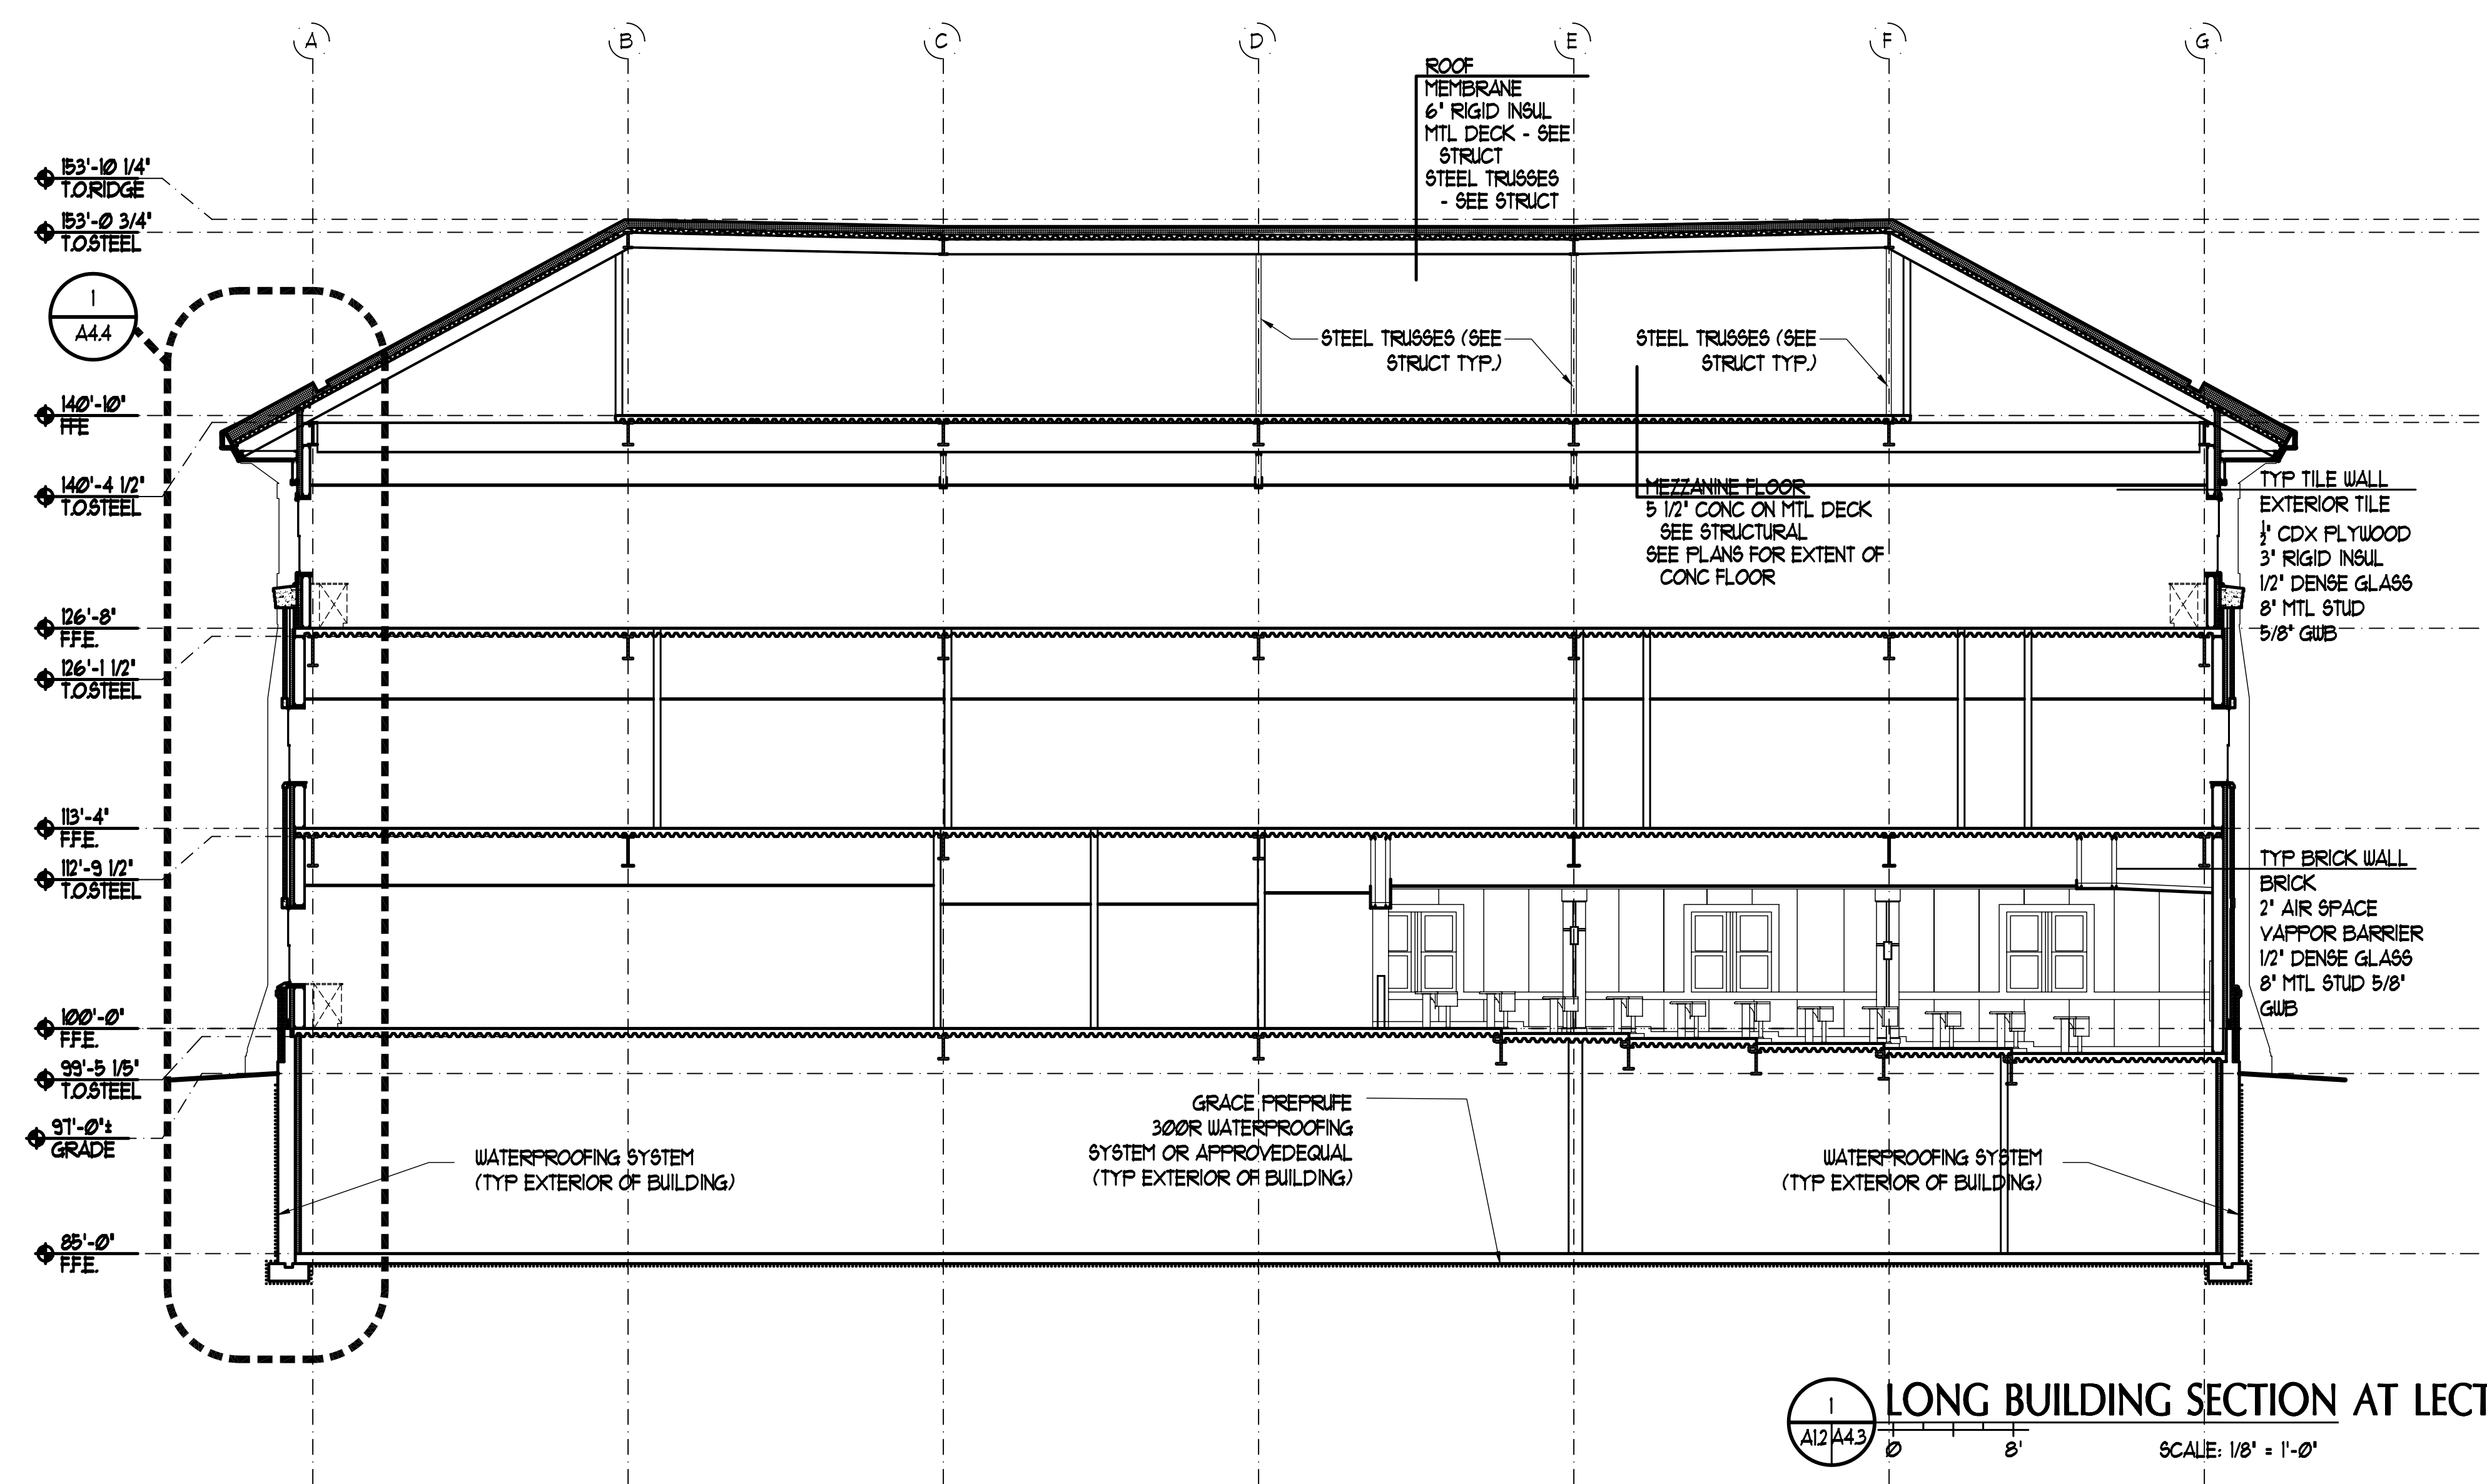 A
B
C
D
E
F
G
ROOF
MEMBRANE
6" RIGID INSUL
MTL DECK - SEE
STRUCT
STEEL TRUSSES
- SEE STRUCT
153'-10 1/4"
T.O.RIDGE
153'-0 3/4"
T.O.STEEL
1
A4.4
STEEL TRUSSES (SEE
STRUCT TYP.)
STEEL TRUSSES (SEE
STRUCT TYP.)
140'-10"
FFE
140'-4 1/2"
T.O.STEEL
MEZZANINE FLOOR
5 1/2" CONC ON MTL DECK
SEE STRUCTURAL
SEE PLANS FOR EXTENT OF
CONC FLOOR
TYP TILE WALL
EXTERIOR TILE
½" CDX PLYWOOD
3" RIGID INSUL
1/2" DENSE GLASS
8" MTL STUD
5/8" GWB
126'-8"
F.F.E.
126'-1 1/2"
T.O.STEEL
113'-4"
F.F.E.
112'-9 1/2"
T.O.STEEL
TYP BRICK WALL
BRICK
2" AIR SPACE
VAPPOR BARRIER
1/2" DENSE GLASS
8" MTL STUD 5/8"
GWB
100'-0"
F.F.E.
99'-5 1/5"
T.O.STEEL
97'-0"±
GRADE
GRACE PREPRUFE
300R WATERPROOFING
SYSTEM OR APPROVEDEQUAL
(TYP EXTERIOR OF BUILDING)
WATERPROOFING SYSTEM
(TYP EXTERIOR OF BUILDING)
WATERPROOFING SYSTEM
(TYP EXTERIOR OF BUILDING)
85'-0"
F.F.E.
1
A1.2 A4.3
LONG BUILDING SECTION AT LECT
0 8'
SCALE: 1/8" = 1'-0"